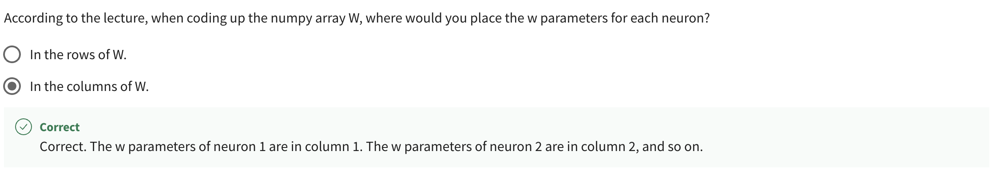 According to the lecture, when coding up the numpy array W, where would you place the w parameters for each neuron?
In the rows of W.
In the columns of W.
Correct
Correct. The w parameters of neuron 1 are in column 1. The w parameters of neuron 2 are in column 2, and so on.